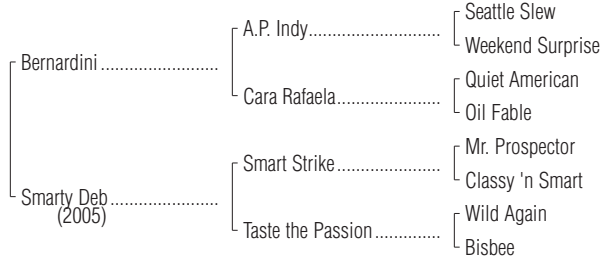 Seattle Slew
A.P. Indy..............................
Weekend Surprise
Bernardini..........................
Quiet American
Cara Rafaela........................
Oil Fable
Mr. Prospector
Smart Strike........................
Classy 'n Smart
Smarty Deb........................
(2005)
Wild Again
Taste the Passion...............
Bisbee